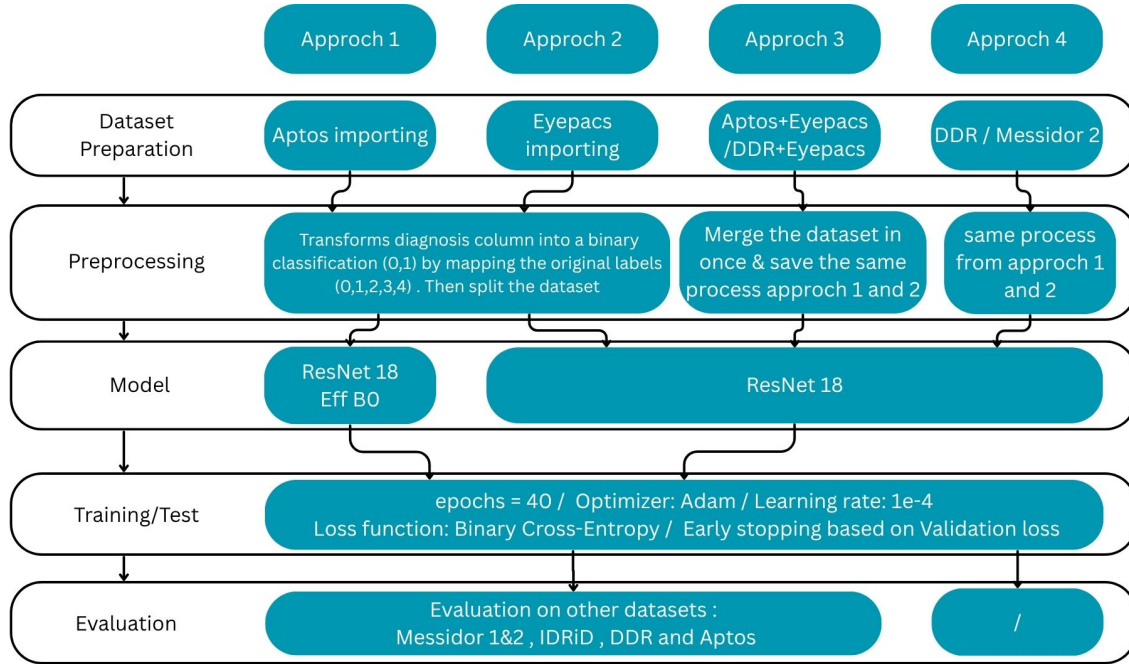 Approch 1
Approch 2
Approch 3
Approch 4
Dataset
Preparation
Aptos importing
Eyepacs
importing
Aptos+Eyepacs
/DDR+Eyepacs
DDR / Messidor 2
Preprocessing
Transforms diagnosis column into a binary
classification (0,1) by mapping the original labels
(0,1,2,3,4) . Then split the dataset
Merge the dataset in
once & save the same
process approch 1 and 2
same process
from approch 1
and 2
Model
ResNet 18
Eff B0
ResNet 18
Training/Test
epochs = 40 / Optimizer: Adam / Learning rate: 1e-4
Loss function: Binary Cross-Entropy / Early stopping based on Validation loss
Evaluation
Evaluation on other datasets :
Messidor 1&2 , IDRiD , DDR and Aptos
/